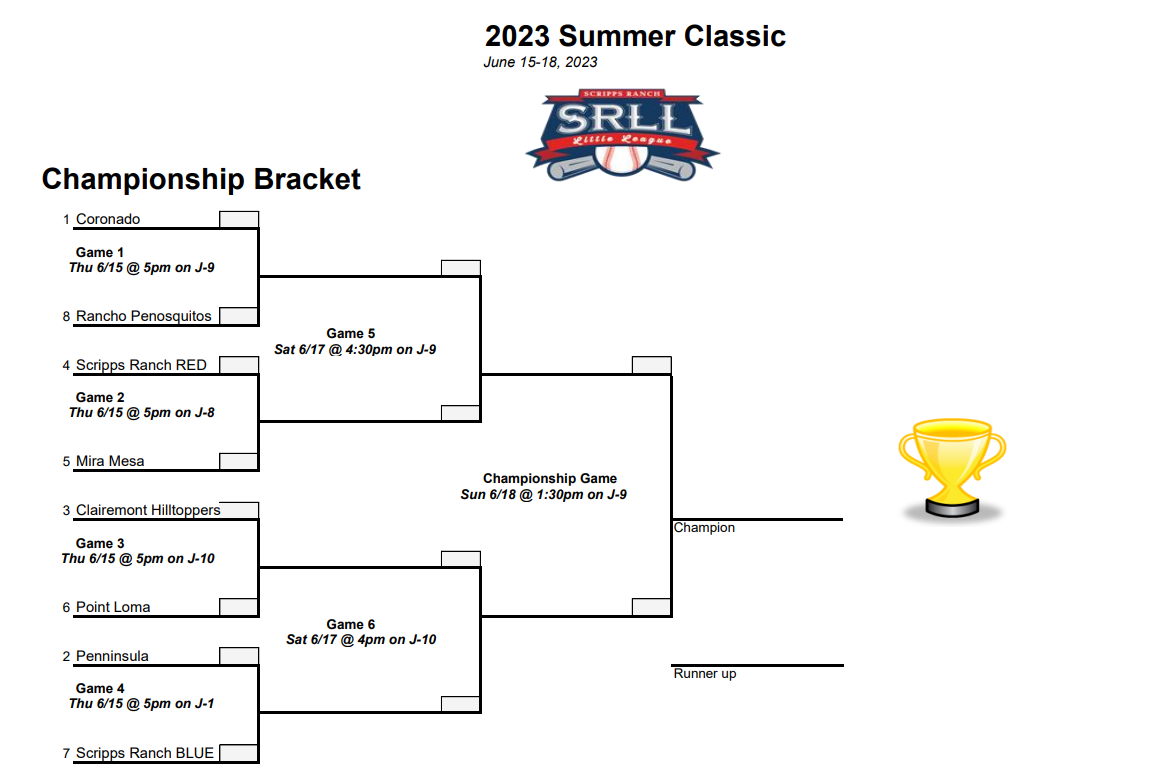 2023 Summer Classic
June 15-18, 2023
SCRIPPS RANCH
SRLL
Little League
Championship Bracket
1 Coronado
Game 1
Thu 6/15 @ 5pm on J-9
8 Rancho Penosquitos
Game 5
Sat 6/17 @ 4:30pm on J-9
4 Scripps Ranch RED
Game 2
Thu 6/15 @ 5pm on J-8
5 Mira Mesa
Championship Game
Sun 6/18 @ 1:30pm on J-9
3 Clairemont Hilltoppers
Champion
Game 3
Thu 6/15 @ 5pm on J-10
6 Point Loma
Game 6
Sat 6/17 @ 4pm on J-10
2 Penninsula
Runner up
Game 4
Thu 6/15 @ 5pm on J-1
7 Scripps Ranch BLUE